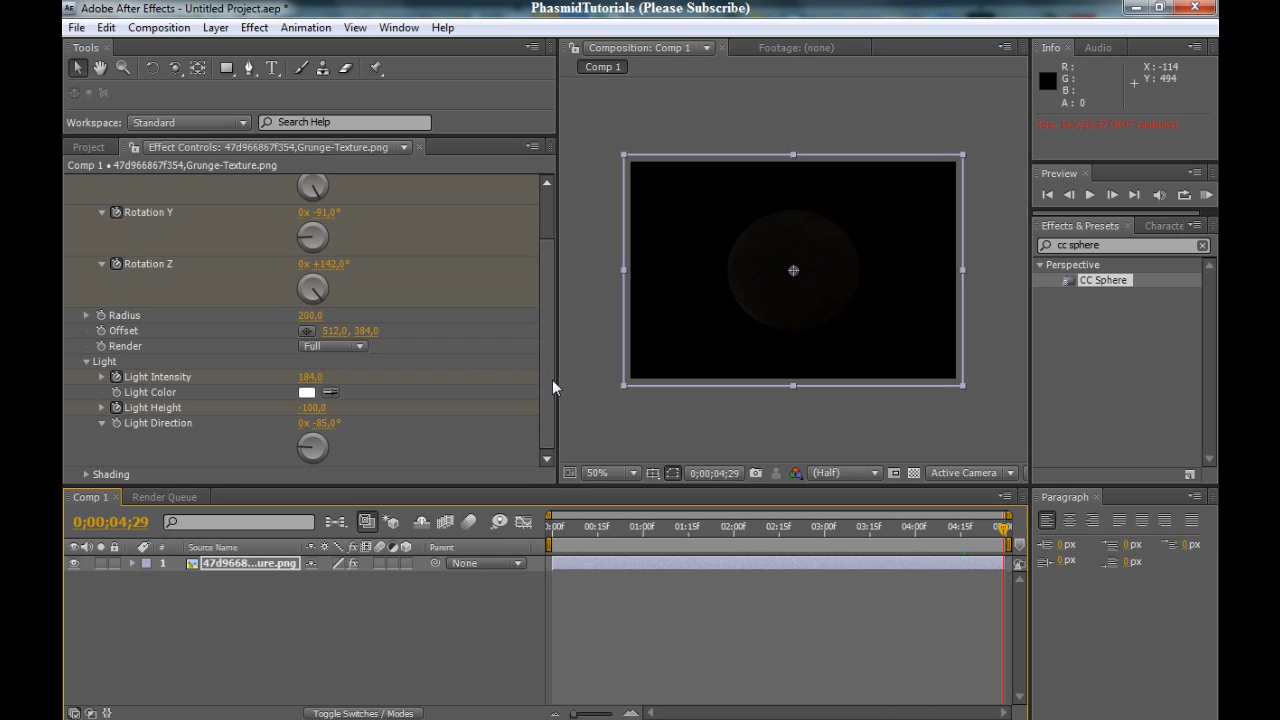 Adobe After Effects - Untitled Project.aep *
PhasmidTutorials (Please Subscribe)
File Edit Composition Layer Effect Animation View Window Help
Tools
Workspace: Standard Search Help
Project Effect Controls: 47d966867f354,Grunge-Texture.png
Comp 1 • 47d966867f354,Grunge-Texture.png
Rotation Y 0x -91,0°
Rotation Z 0x +142,0°
Radius 200,0
Offset 512,0, 384,0
Render Full
Light
Light Intensity 184,0
Light Color
Light Height -100,0
Light Direction 0x -85,0°
Shading
Composition: Comp 1 Footage: (none)
Comp 1
50% 0;00;04;29 (Half) Active Camera
Info Audio
R : X : -114
G : Y : 494
B :
A : 0
Preview
Effects & Presets Characte
cc sphere
Perspective
CC Sphere
Comp 1 Render Queue
0;00;04;29
:00f 00:15f 01:00f 01:15f 02:00f 02:15f 03:00f 03:15f 04:00f 04:15f
# Source Name Parent
1 47d9668...ure.png None
Toggle Switches / Modes
Paragraph
0 px 0 px 0 px
0 px 0 px